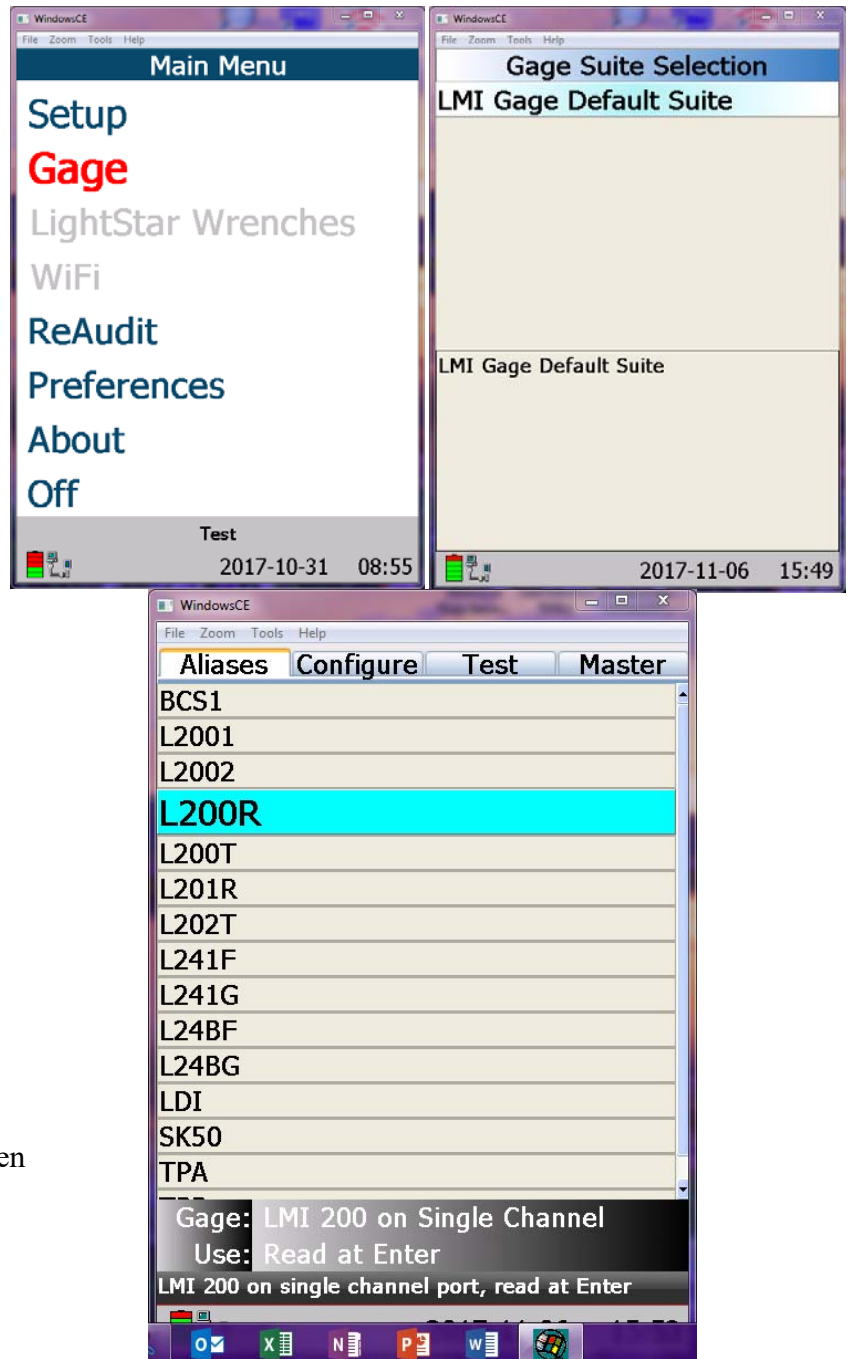 WindowsCE
File Zoom Tools Help
Main Menu
Setup
Gage
LightStar Wrenches
WiFi
ReAudit
Preferences
About
Off
Test
2017-10-31 08:55
WindowsCE
File Zoom Tools Help
Gage Suite Selection
LMI Gage Default Suite
LMI Gage Default Suite
2017-11-06 15:49
WindowsCE
File Zoom Tools Help
Aliases Configure Test Master
BCS1
L2001
L2002
L200R
L200T
L201R
L202T
L241F
L241G
L24BF
L24BG
LDI
SK50
en
TPA
Gage: LMI 200 on Single Channel
Use: Read at Enter
LMI 200 on single channel port, read at Enter